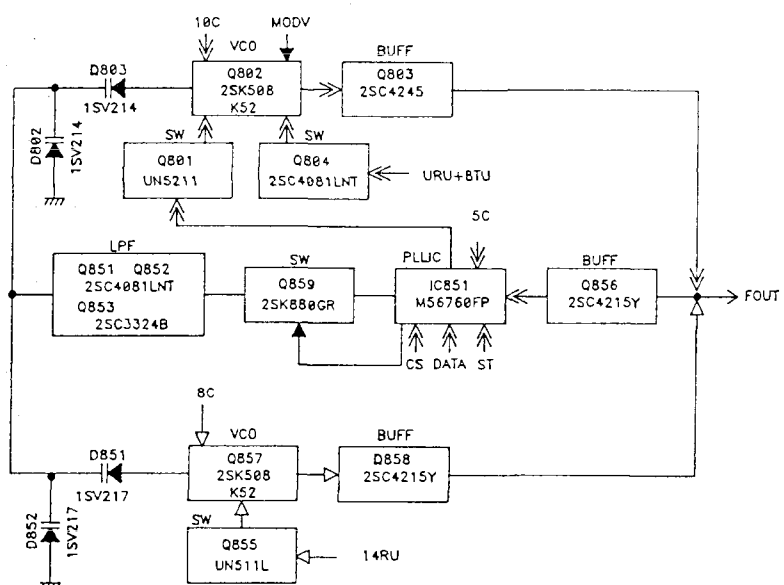 10C
MODV
VCO
BUFF
D803
1SV214
Q802
2SK508
K52
Q803
2SC4245
D802
1SV214
SW
SW
Q801
UN5211
Q804
2SC4081LNT
URU+BTU
5C
LPF
SW
PLLIC
BUFF
Q851 Q852
2SC4081LNT
Q853
2SC3324B
Q859
2SK880GR
IC851
M56760FP
Q856
2SC4215Y
FOUT
CS DATA ST
8C
VCO
BUFF
D851
1SV217
Q857
2SK508
K52
Q858
2SC4215Y
D852
1SV217
SW
Q855
UN511L
14RU